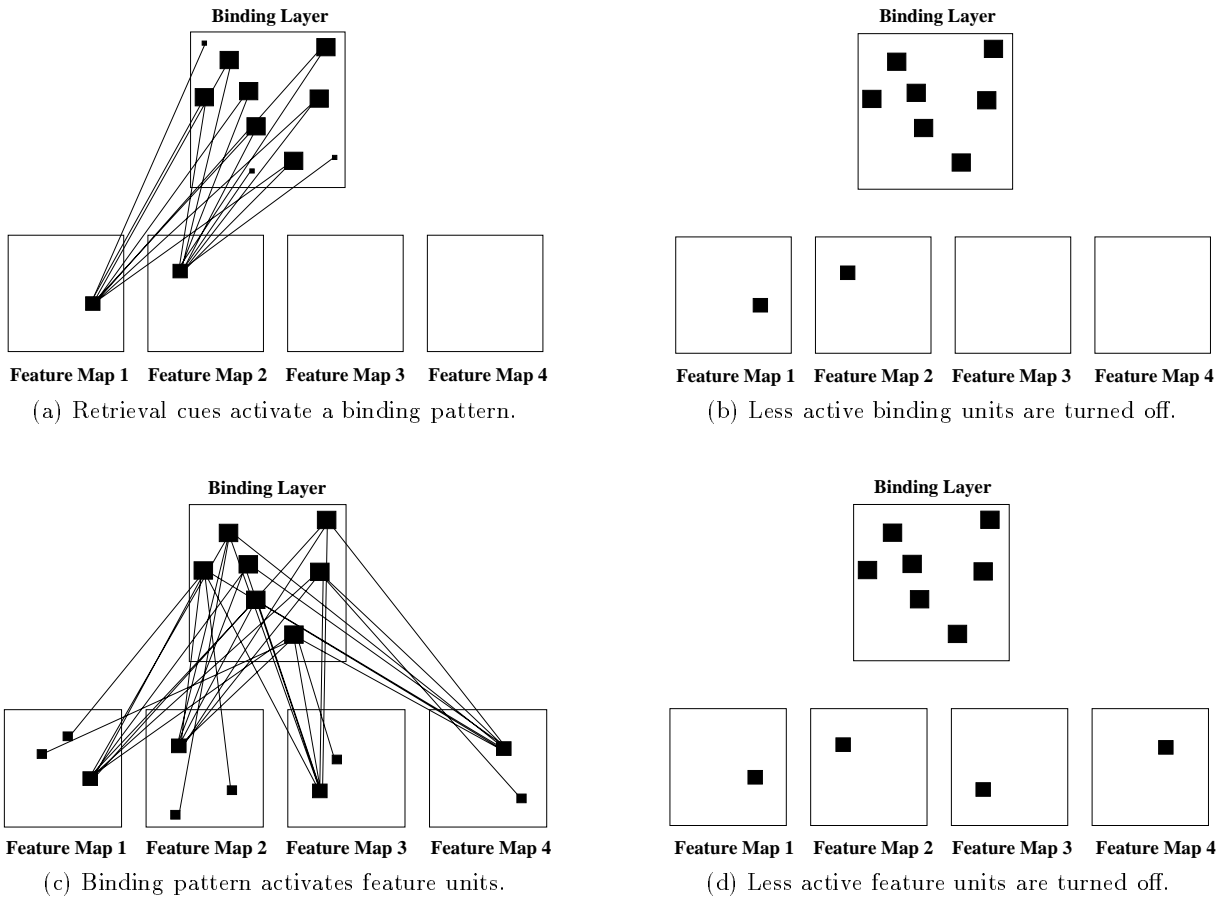 Binding Layer
Feature Map 1 Feature Map 2 Feature Map 3 Feature Map 4
(a) Retrieval cues activate a binding pattern.
Binding Layer
Feature Map 1 Feature Map 2 Feature Map 3 Feature Map 4
(b) Less active binding units are turned off.
Binding Layer
Feature Map 1 Feature Map 2 Feature Map 3 Feature Map 4
(c) Binding pattern activates feature units.
Binding Layer
Feature Map 1 Feature Map 2 Feature Map 3 Feature Map 4
(d) Less active feature units are turned off.